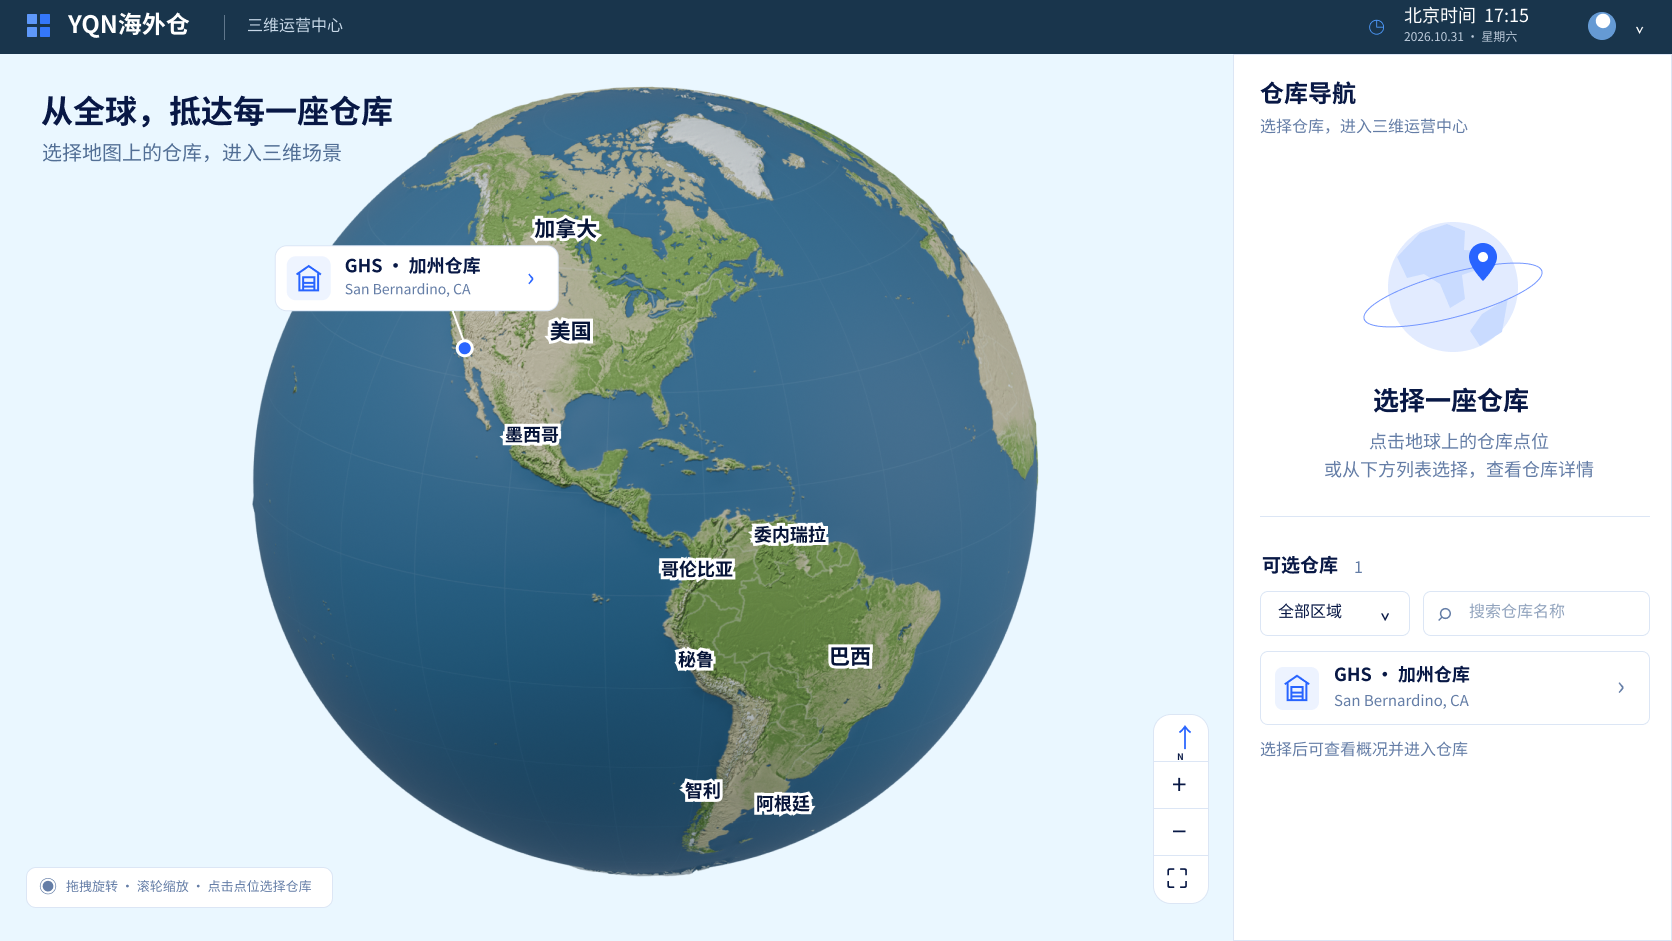 YQN海外仓
三维运营中心
北京时间 17:15
2026.10.31 · 星期六
从全球，抵达每一座仓库
选择地图上的仓库，进入三维场景
加拿大
GHS · 加州仓库
San Bernardino, CA
美国
墨西哥
委内瑞拉
哥伦比亚
秘鲁
巴西
智利
阿根廷
N
+
−
拖拽旋转 · 滚轮缩放 · 点击点位选择仓库
仓库导航
选择仓库，进入三维运营中心
选择一座仓库
点击地球上的仓库点位
或从下方列表选择，查看仓库详情
可选仓库 1
全部区域
搜索仓库名称
GHS · 加州仓库
San Bernardino, CA
选择后可查看概况并进入仓库